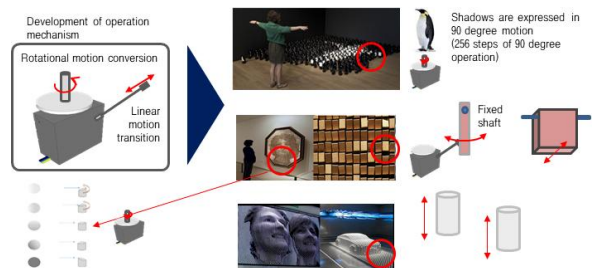 Development of operation
mechanism
Rotational motion conversion
Linear
motion
transition
Shadows are expressed in
90 degree motion
(256 steps of 90 degree
operation)
Fixed
shaft